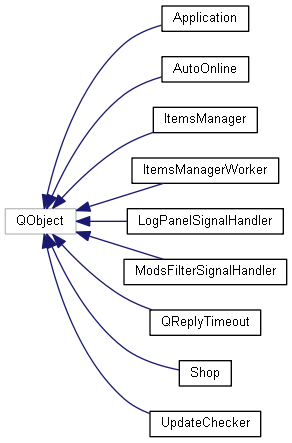 Application
AutoOnline
ItemsManager
ItemsManagerWorker
QObject
LogPanelSignalHandler
ModsFilterSignalHandler
QReplyTimeout
Shop
UpdateChecker